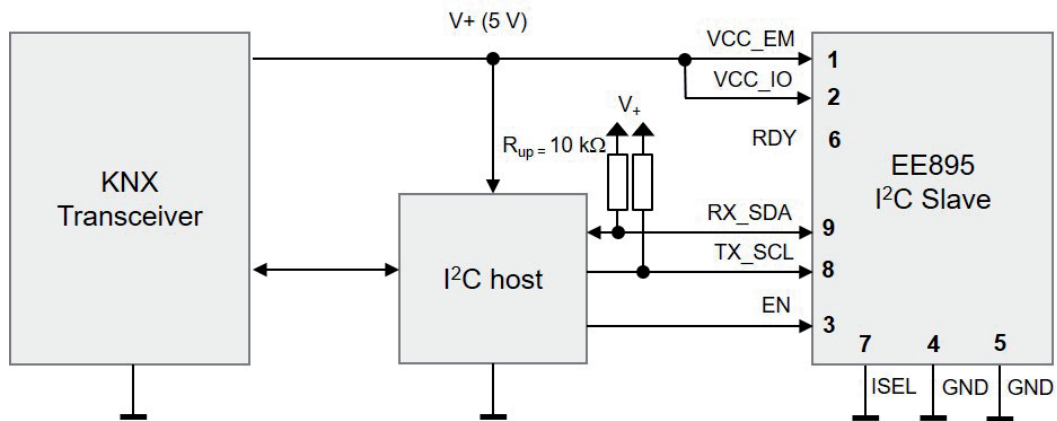 V+ (5 V)
VCC_EM
1
VCC_IO
2
V+
RDY
6
Rup = 10 kΩ
KNX
Transceiver
EE895
I²C Slave
RX_SDA
9
TX_SCL
8
I²C host
EN
3
7 4 5
ISEL GND GND